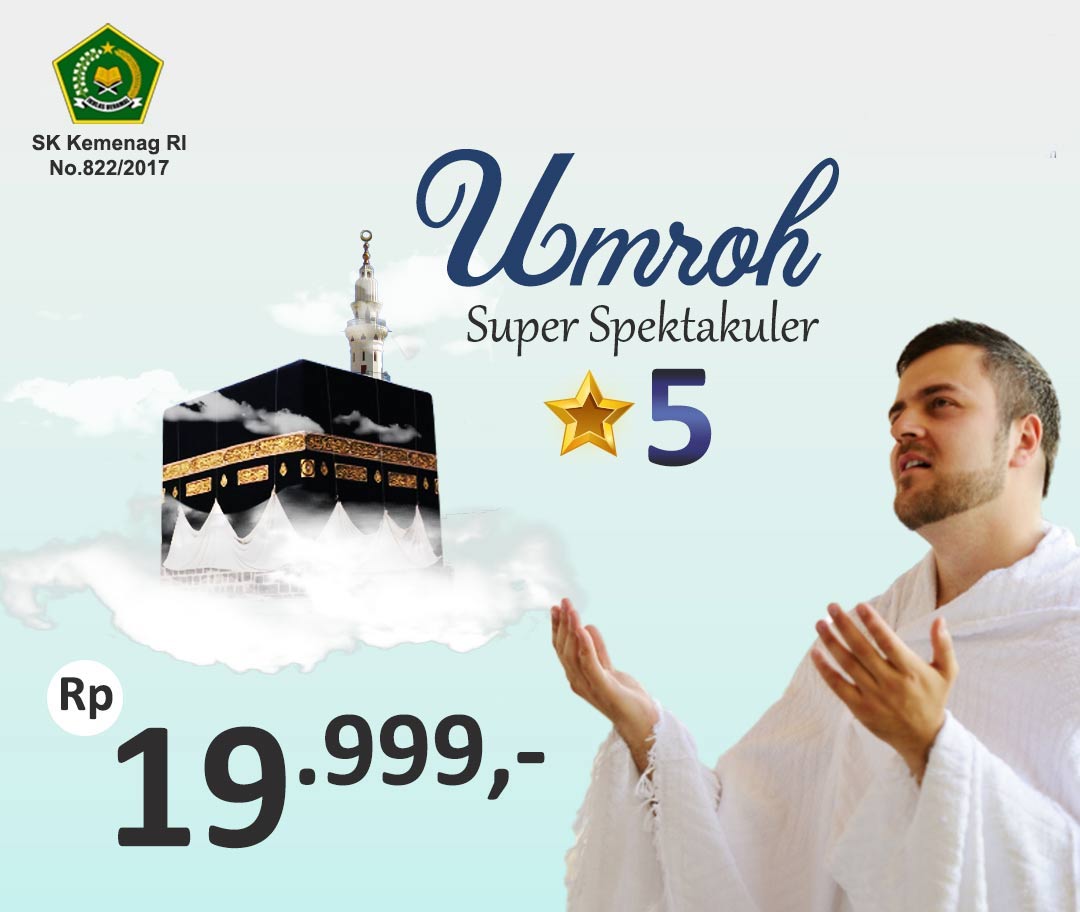 SK Kemenag RI
No.822/2017
Umroh
Super Spektakuler
5
Rp
19.999,-